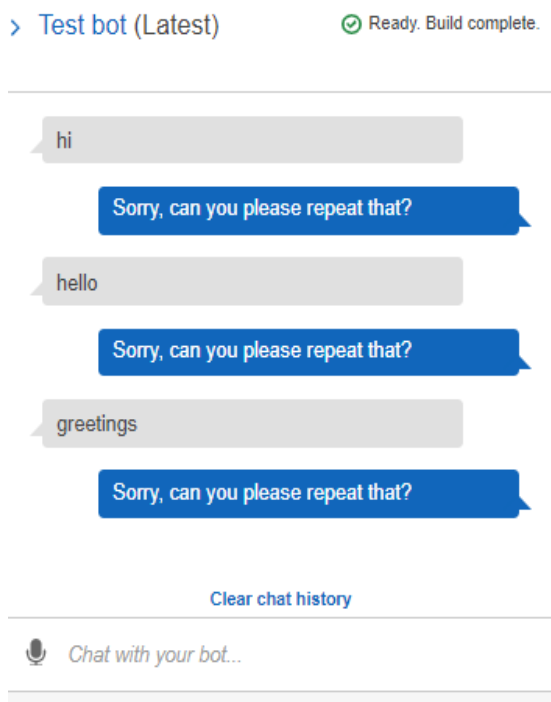 Test bot (Latest) Ready. Build complete.
hi
Sorry, can you please repeat that?
hello
Sorry, can you please repeat that?
greetings
Sorry, can you please repeat that?
Clear chat history
Chat with your bot...